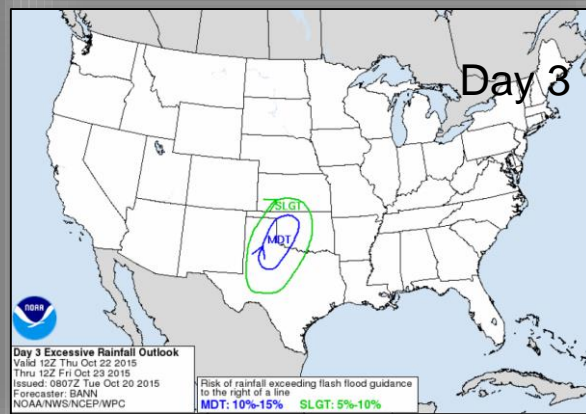 Day 3
SLGT
MDT
NOAA
Day 3 Excessive Rainfall Outlook
Valid 12Z Thu Oct 22 2015
Thru 12Z Fri Oct 23 2015
Issued: 0807Z Tue Oct 20 2015
Forecaster: BANN
NOAA/NWS/NCEP/WPC
Risk of rainfall exceeding flash flood guidance
to the right of a line
MDT: 10%-15% SLGT: 5%-10%